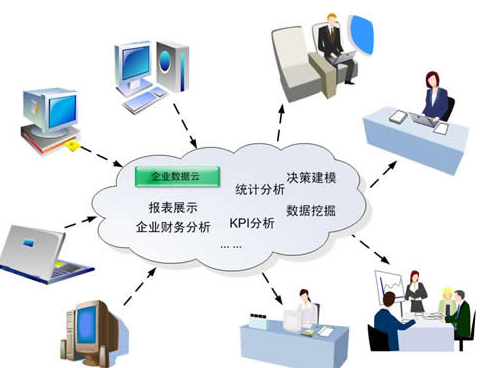 企业数据云
决策建模
统计分析
报表展示
数据挖掘
企业财务分析
KPI分析
... ...